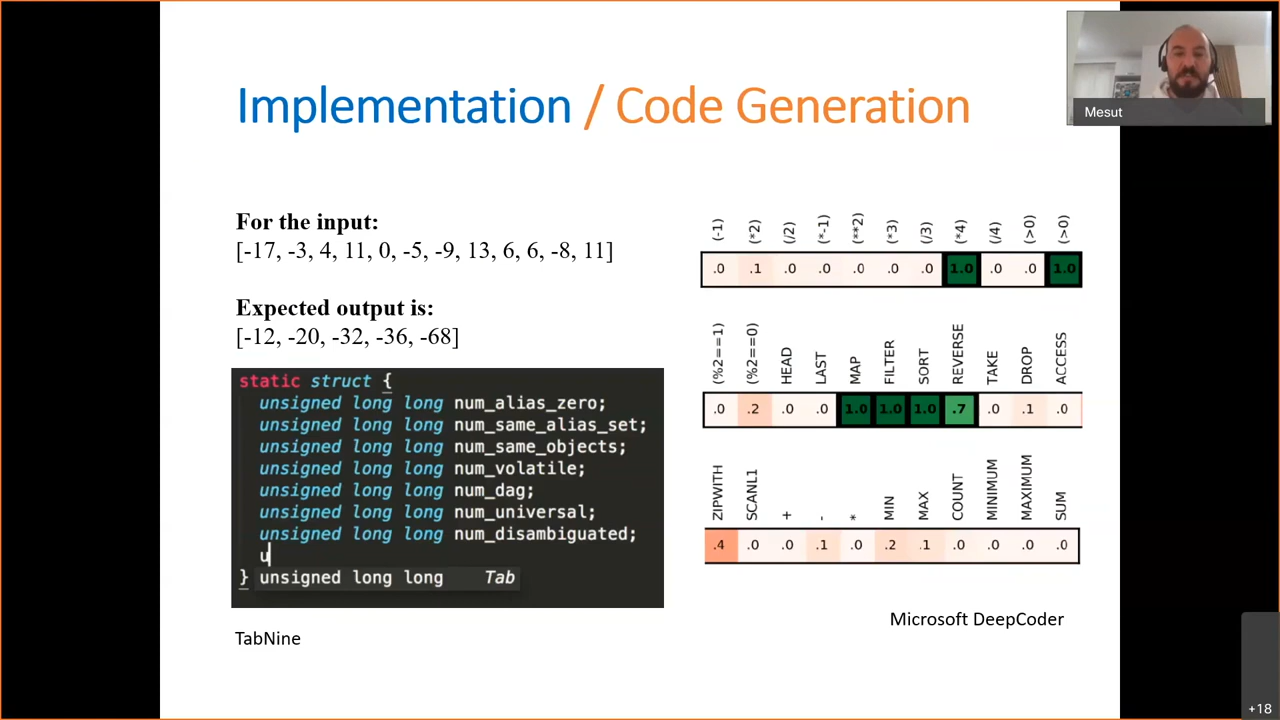 Implementation / Code Generation
Mesut
For the input:
[-17, -3, 4, 11, 0, -5, -9, 13, 6, 6, -8, 11]
Expected output is:
[-12, -20, -32, -36, -68]
static struct {
unsigned long long num_alias_zero;
unsigned long long num_same_alias_set;
unsigned long long num_same_objects;
unsigned long long num_volatile;
unsigned long long num_dag;
unsigned long long num_universal;
unsigned long long num_disambiguated;
u
} unsigned long long Tab
TabNine
(-1) (*2) (/2) (*-1) (**2) (*3) (/3) (*4) (/4) (>0) (>0)
.0 .1 .0 .0 .0 .0 .0 1.0 .0 .0 1.0
(%2==1) (%2==0) HEAD LAST MAP FILTER SORT REVERSE TAKE DROP ACCESS
.0 .2 .0 .0 1.0 1.0 1.0 .7 .0 .1 .0
ZIPWITH SCANL1 + - * MIN MAX COUNT MINIMUM MAXIMUM SUM
.4 .0 .0 .1 .0 .2 .1 .0 .0 .0 .0
Microsoft DeepCoder
+18